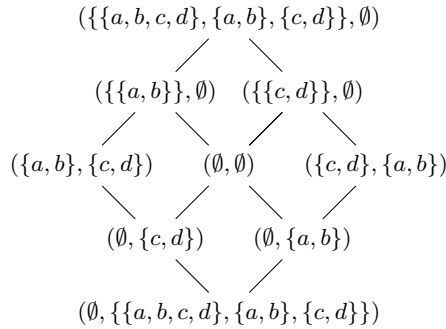 ({{a, b, c, d}, {a, b}, {c, d}}, ∅)
({{a, b}}, ∅) ({{c, d}}, ∅)
({a, b}, {c, d}) (∅, ∅) ({c, d}, {a, b})
(∅, {c, d}) (∅, {a, b})
(∅, {{a, b, c, d}, {a, b}, {c, d}})